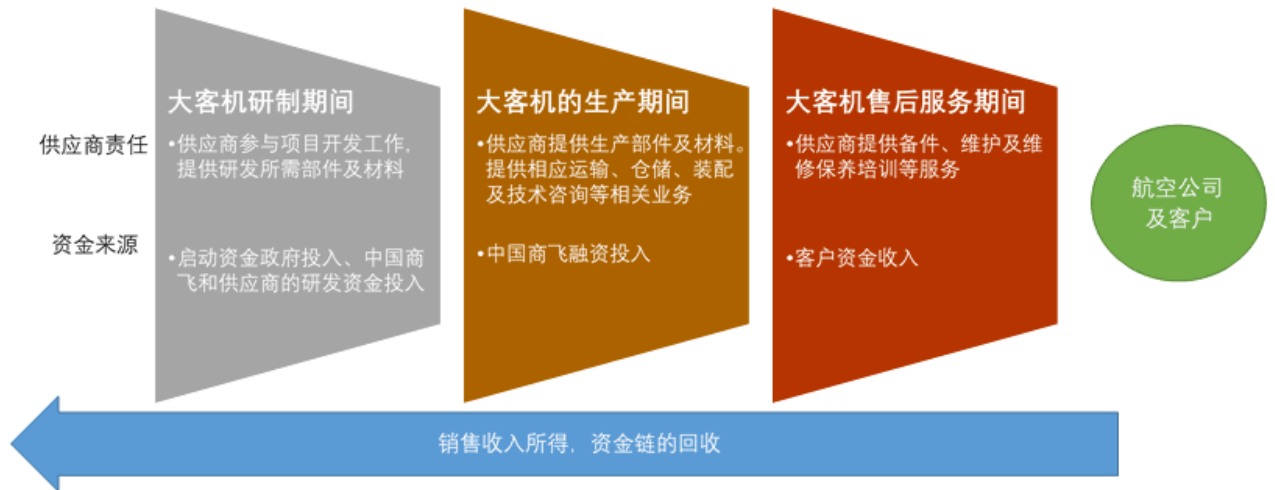 大客机研制期间
大客机的生产期间
大客机售后服务期间
供应商责任
•供应商参与项目开发工作,
提供研发所需部件及材料
•供应商提供生产部件及材料。
提供相应运输、仓储、装配
及技术咨询等相关业务
•供应商提供备件、维护及维
修保养培训等服务
航空公司
及客户
资金来源
•启动资金政府投入、中国商
飞和供应商的研发资金投入
•中国商飞融资投入
•客户资金收入
销售收入所得, 资金链的回收